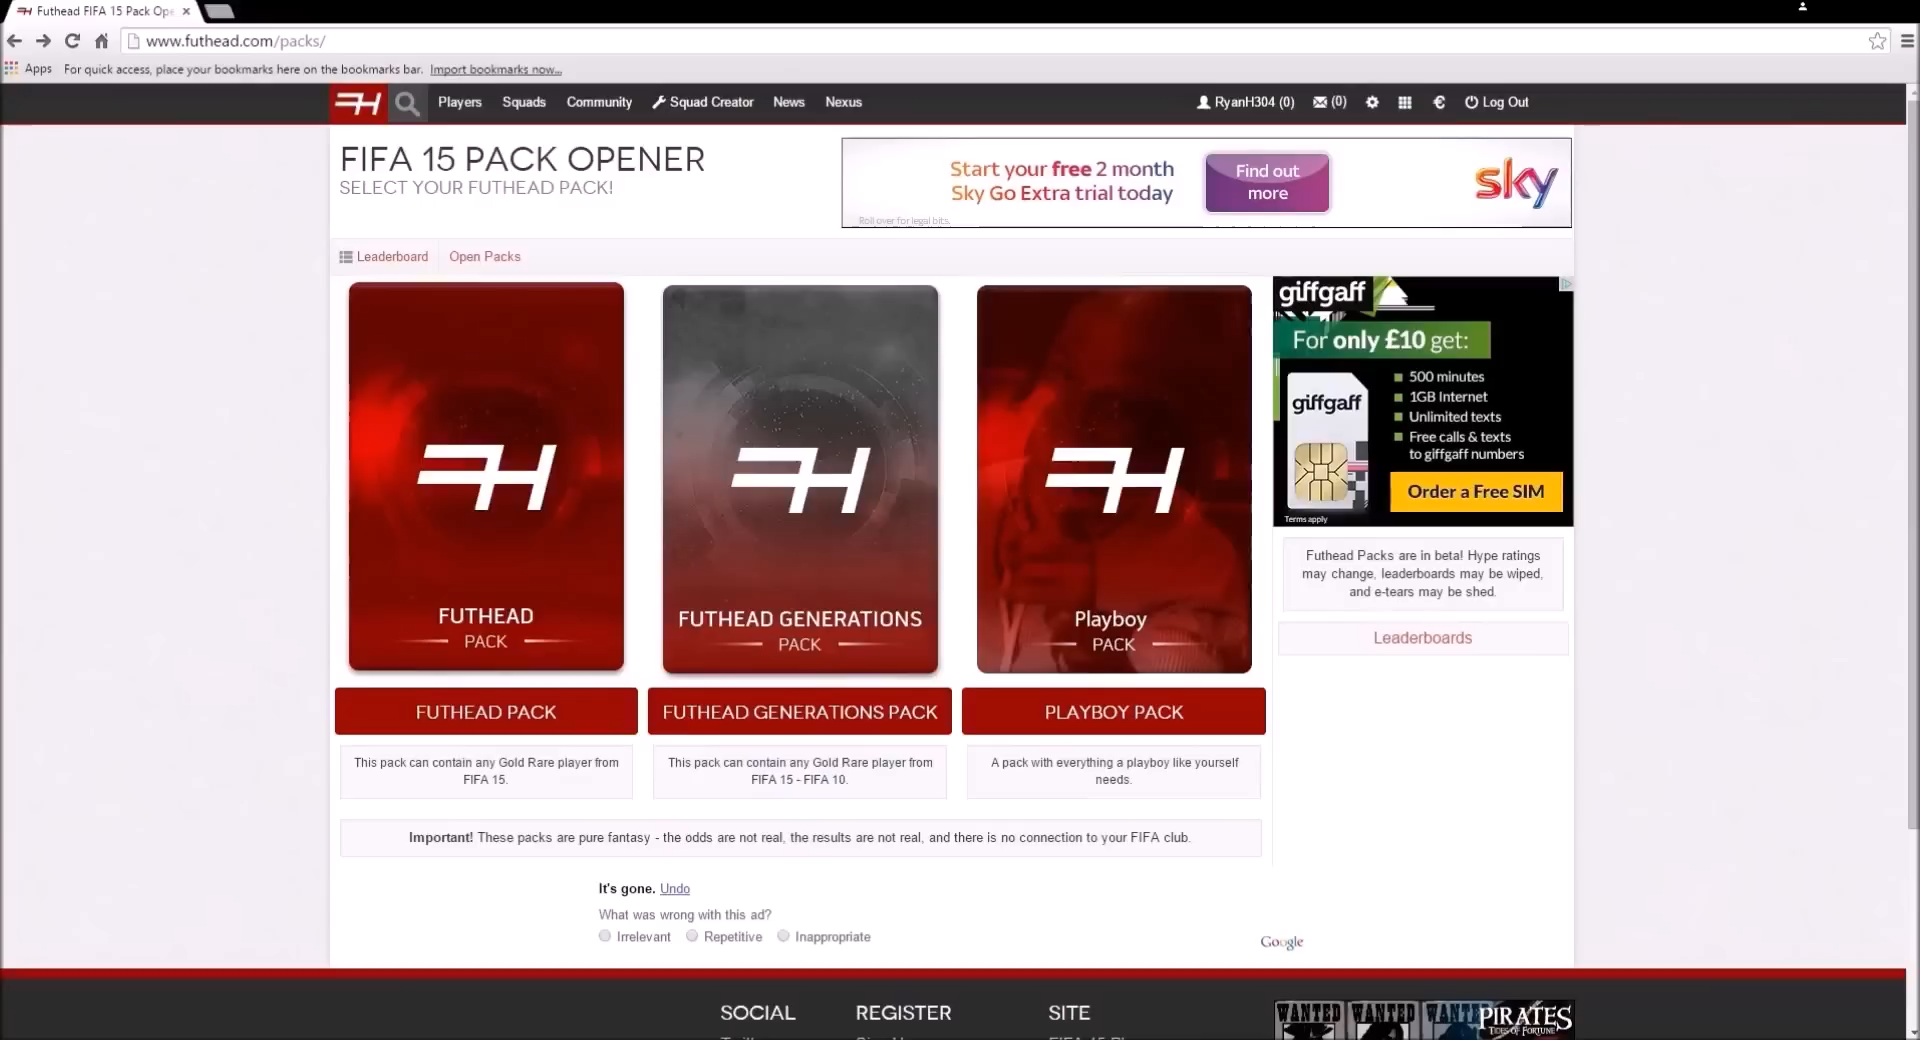 Futhead FIFA 15 Pack Ope
www.futhead.com/packs/
Apps For quick access, place your bookmarks here on the bookmarks bar. Import bookmarks now...
FH Players Squads Community Squad Creator News Nexus RyanH304 (0) (0) € Log Out
FIFA 15 PACK OPENER
SELECT YOUR FUTHEAD PACK!
Start your free 2 month
Sky Go Extra trial today
Find out
more
sky
Roll over for legal bits.
Leaderboard Open Packs
FH
FUTHEAD
PACK
FH
FUTHEAD GENERATIONS
PACK
FH
Playboy
PACK
giffgaff
For only £10 get:
500 minutes
1GB Internet
Unlimited texts
Free calls & texts
to giffgaff numbers
giffgaff
Order a Free SIM
Terms apply
Futhead Packs are in beta! Hype ratings
may change, leaderboards may be wiped,
and e-tears may be shed.
Leaderboards
FUTHEAD PACK
This pack can contain any Gold Rare player from
FIFA 15.
FUTHEAD GENERATIONS PACK
This pack can contain any Gold Rare player from
FIFA 15 - FIFA 10.
PLAYBOY PACK
A pack with everything a playboy like yourself
needs.
Important! These packs are pure fantasy - the odds are not real, the results are not real, and there is no connection to your FIFA club.
It's gone. Undo
What was wrong with this ad?
Irrelevant Repetitive Inappropriate
Google
SOCIAL REGISTER SITE
WANTED WANTED WANT PIRATES
TIDES OF FORTUNE